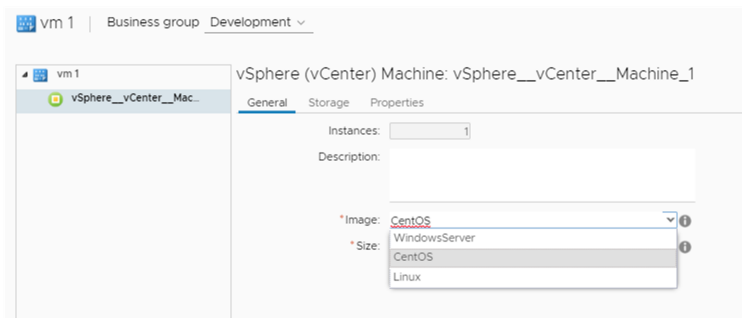 vm 1 Business group Development
vm 1
vSphere__vCenter__Mac...
vSphere (vCenter) Machine: vSphere__vCenter__Machine_1
General Storage Properties
Instances: 1
Description:
*Image: CentOS
*Size:
WindowsServer
CentOS
Linux